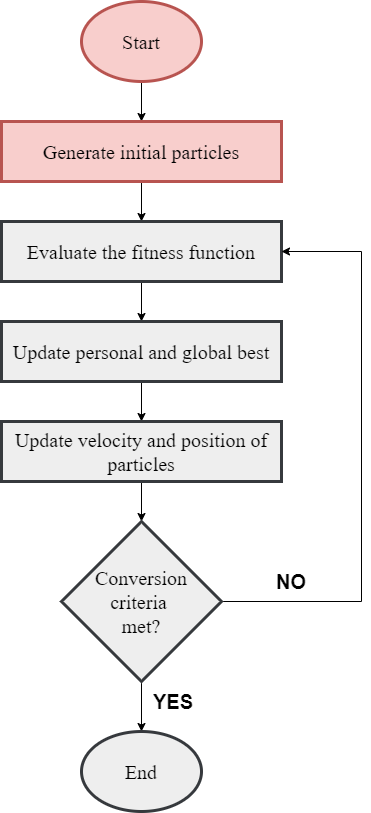 Start
Generate initial particles
Evaluate the fitness function
Update personal and global best
Update velocity and position of
particles
Conversion
criteria
met?
NO
YES
End